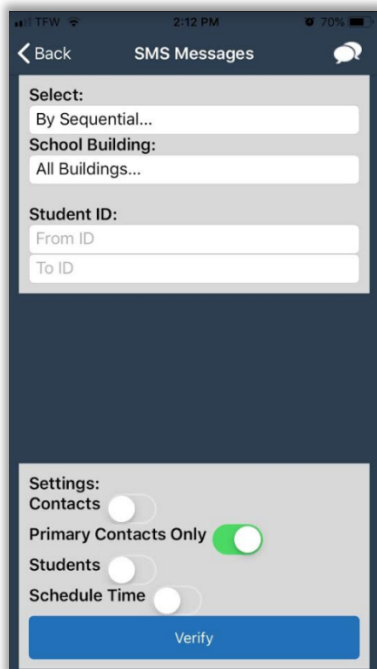 TFW 2:12 PM 70%
Back SMS Messages
Select:
By Sequential...
School Building:
All Buildings...
Student ID:
From ID
To ID
Settings:
Contacts
Primary Contacts Only
Students
Schedule Time
Verify